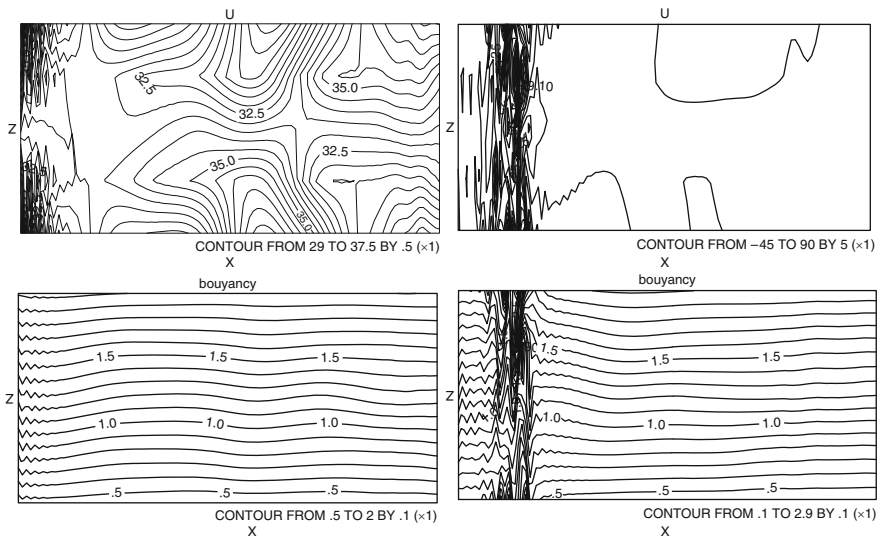 U
32.5
35.0
32.5
Z
35.0
32.5
35.0
CONTOUR FROM 29 TO 37.5 BY .5 (×1)
X
U
Z
CONTOUR FROM –45 TO 90 BY 5 (×1)
X
bouyancy
1.5 1.5 1.5
Z
1.0 1.0 1.0
.5 .5 .5
CONTOUR FROM .5 TO 2 BY .1 (×1)
X
bouyancy
1.5 1.5 1.5
Z
1.0 1.0 1.0
.5 .5 .5
CONTOUR FROM .1 TO 2.9 BY .1 (×1)
X